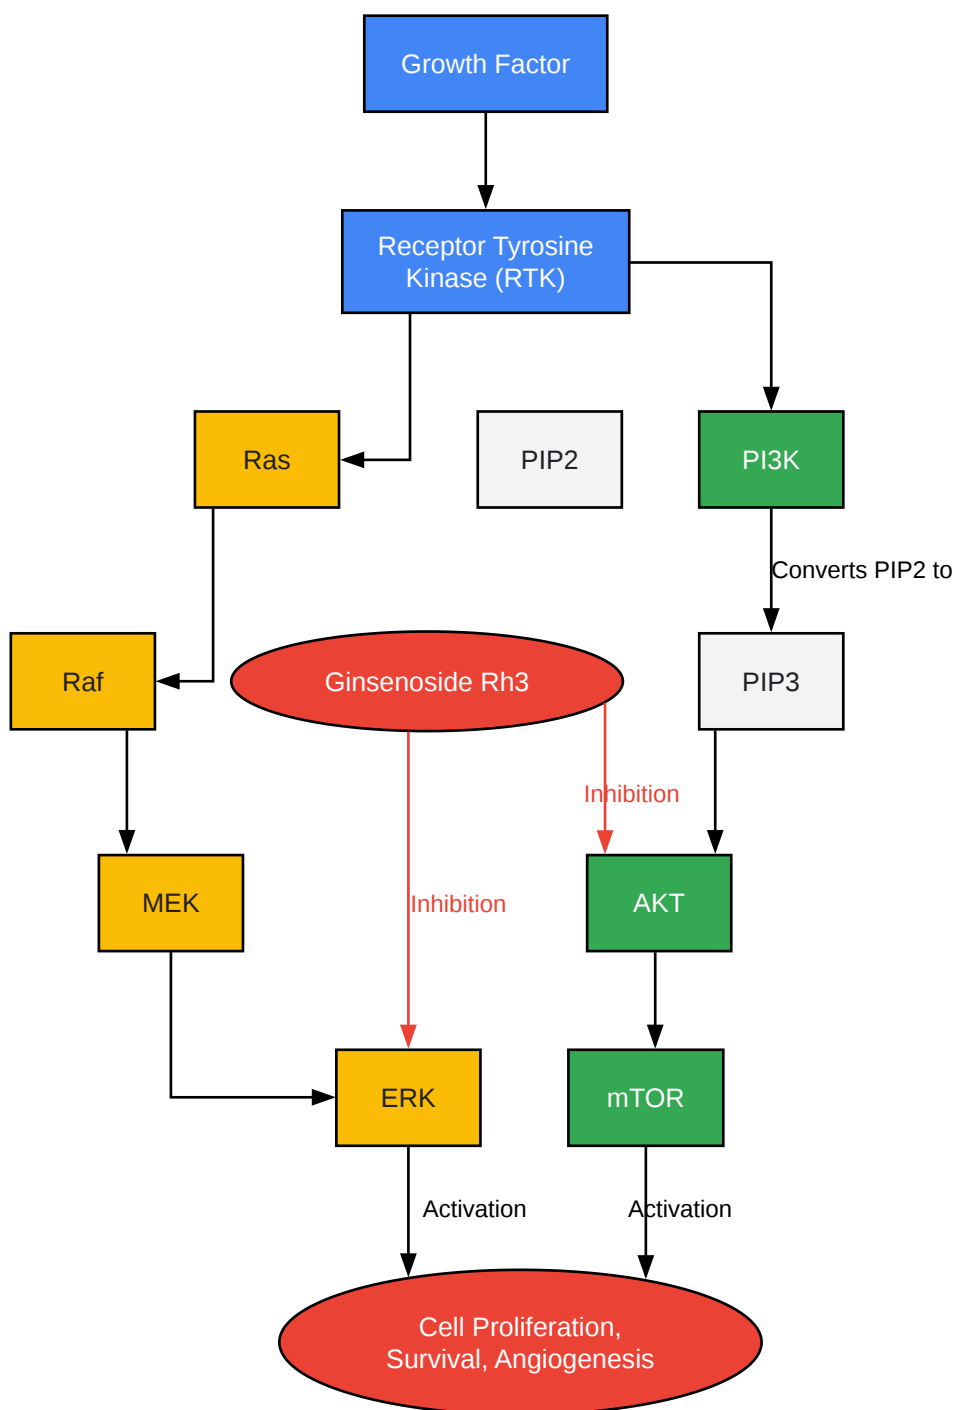 Growth Factor
Receptor Tyrosine
Kinase (RTK)
Ras
PIP2
PI3K
Converts PIP2 to
Raf
Ginsenoside Rh3
PIP3
Inhibition
MEK
Inhibition
AKT
ERK
mTOR
Activation
Activation
Cell Proliferation,
Survival, Angiogenesis